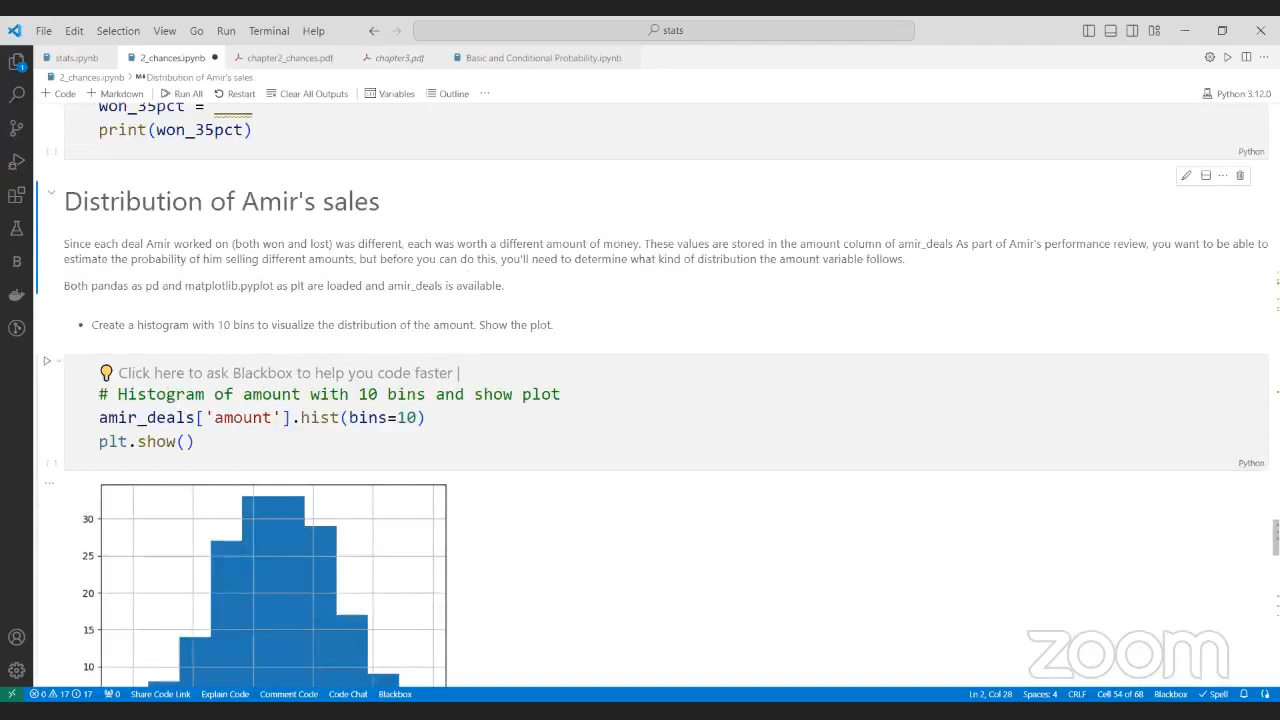 File Edit Selection View Go Run Terminal Help stats
stats.ipynb 2_chances.ipynb chapter2_chances.pdf chapter3.pdf Basic and Conditional Probability.ipynb
2_chances.ipynb > Distribution of Amir's sales
+ Code + Markdown Run All Restart Clear All Outputs Variables Outline ... Python 3.12.0
won_35pct = ____
print(won_35pct)
[ ] Python
Distribution of Amir's sales
Since each deal Amir worked on (both won and lost) was different, each was worth a different amount of money. These values are stored in the amount column of amir_deals As part of Amir's performance review, you want to be able to
estimate the probability of him selling different amounts, but before you can do this, you'll need to determine what kind of distribution the amount variable follows.
Both pandas as pd and matplotlib.pyplot as plt are loaded and amir_deals is available.
• Create a histogram with 10 bins to visualize the distribution of the amount. Show the plot.
Click here to ask Blackbox to help you code faster |
# Histogram of amount with 10 bins and show plot
amir_deals['amount'].hist(bins=10)
plt.show()
[ ] Python
...
30
25
20
15
10
zoom
0 17 17 0 Share Code Link Explain Code Comment Code Code Chat Blackbox Ln 2, Col 28 Spaces: 4 CRLF Cell 54 of 68 Blackbox Spell